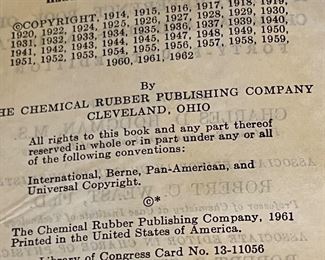 ©COPYRIGHT, 1914, 1915, 1916, 1917, 1918, 1919,
1920, 1922, 1924, 1925, 1926, 1927, 1928, 1929, 1930,
1931, 1932, 1933, 1934, 1935, 1936, 1937, 1939,
1941, 1942, 1943, 1944, 1945, 1947, 1948, 1949, 1950,
1951, 1952, 1953, 1954, 1955, 1956, 1957, 1958, 1959,
1960, 1961, 1962
By
THE CHEMICAL RUBBER PUBLISHING COMPANY
CLEVELAND, OHIO
All rights to this book and any part thereof
reserved in whole or in part under any or all
of the following conventions:
International, Berne, Pan-American, and
Universal Copyright.
©*
The Chemical Rubber Publishing Company, 1961
Printed in the United States of America.
Library of Congress Card No. 13-11056